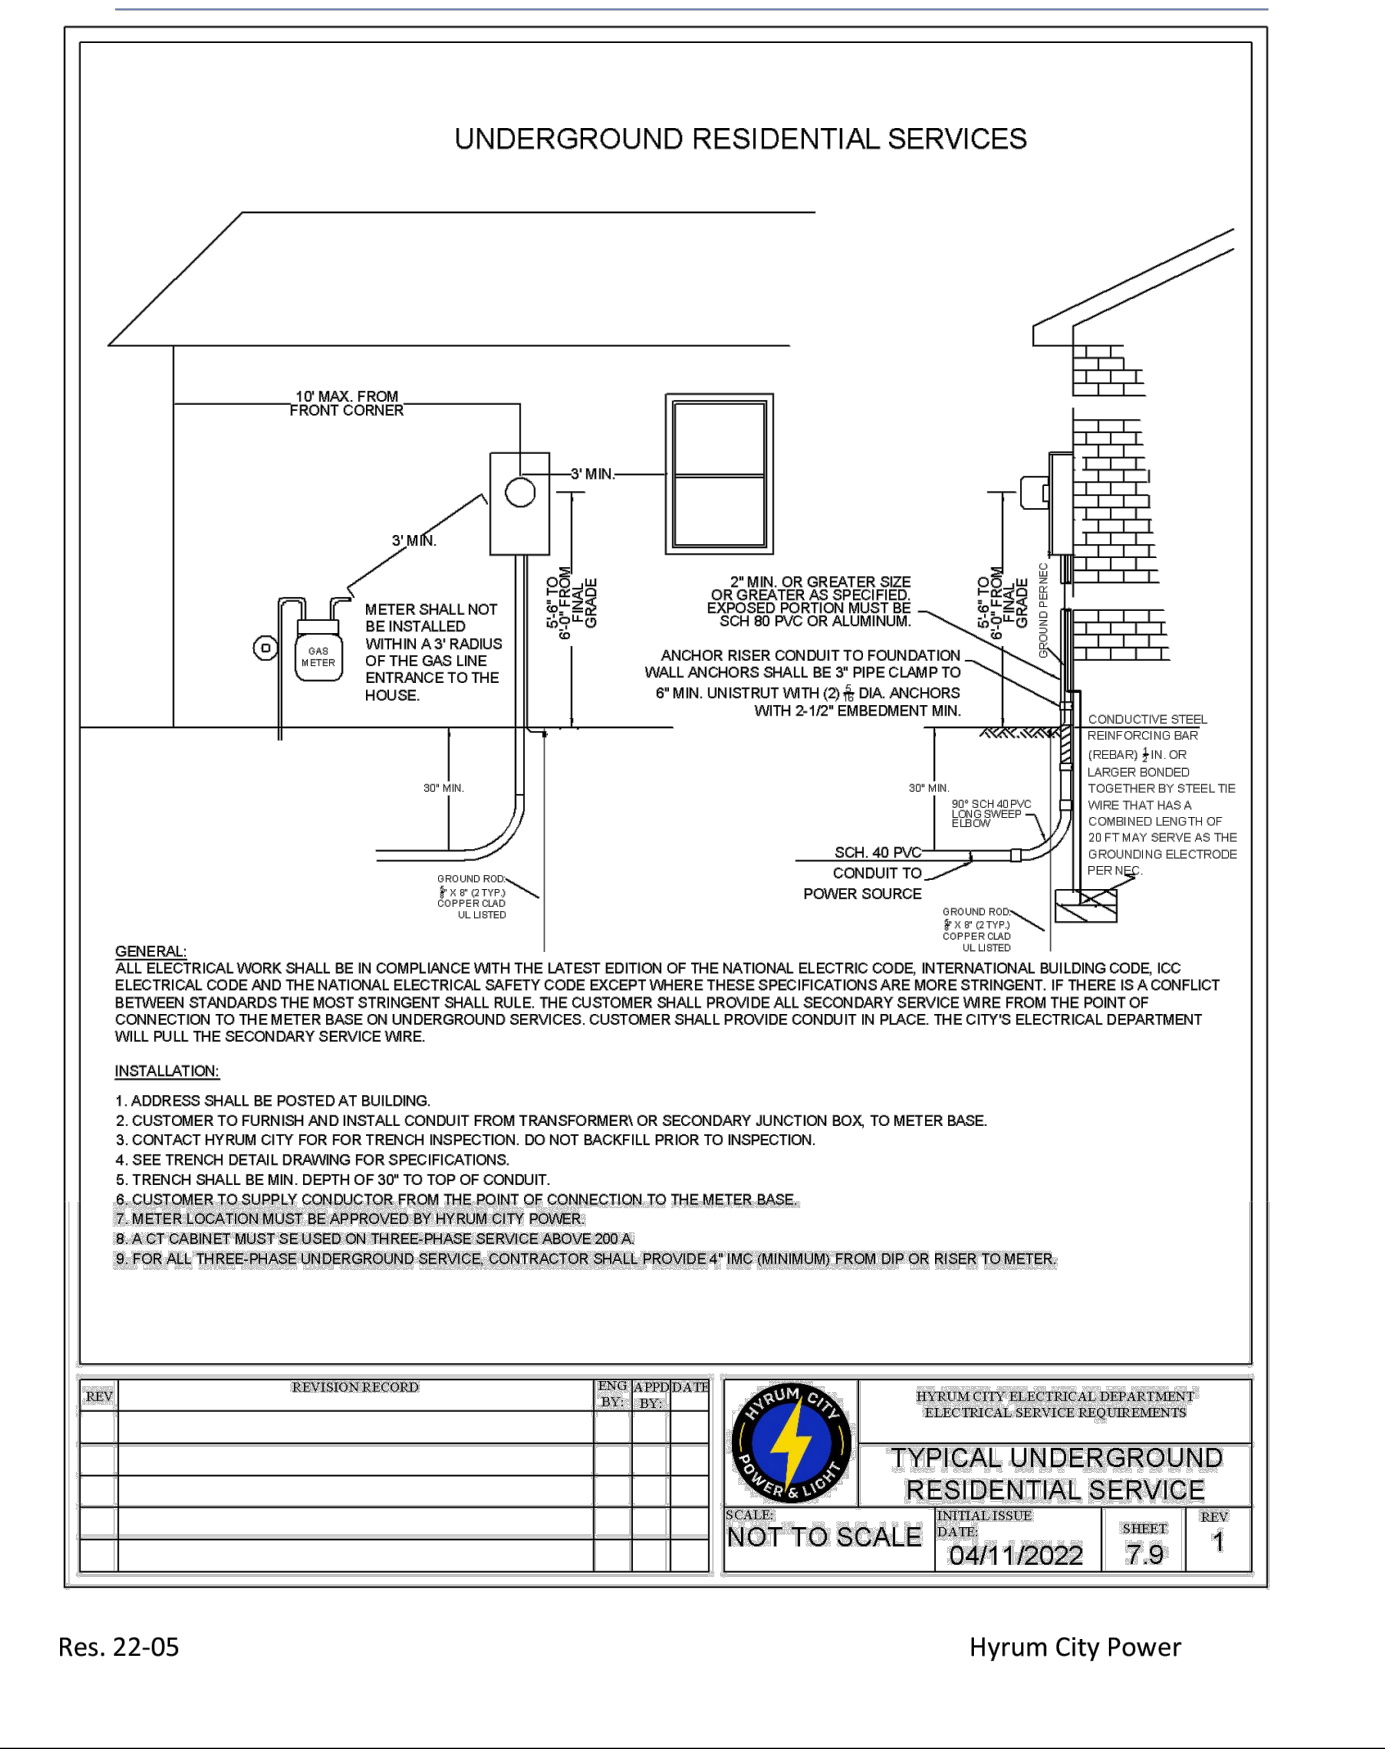 UNDERGROUND RESIDENTIAL SERVICES
10' MAX. FROM
FRONT CORNER
3' MIN.
3' MIN.
5'-6" TO
6'-0" FROM
FINAL
GRADE
GAS
METER
METER SHALL NOT
BE INSTALLED
WITHIN A 3' RADIUS
OF THE GAS LINE
ENTRANCE TO THE
HOUSE.
30" MIN.
GROUND ROD
X 8" (2 TYP.)
COPPER CLAD
UL LISTED
2" MIN. OR GREATER SIZE
OR GREATER AS SPECIFIED.
EXPOSED PORTION MUST BE
SCH 80 PVC OR ALUMINUM.
ANCHOR RISER CONDUIT TO FOUNDATION
WALL ANCHORS SHALL BE 3" PIPE CLAMP TO
6" MIN. UNISTRUT WITH (2) 5/16 DIA. ANCHORS
WITH 2-1/2" EMBEDMENT MIN.
5'-6" TO
6'-0" FROM
FINAL
GRADE
GROUND PER NEC
30" MIN.
90° SCH 40 PVC
LONG SWEEP
ELBOW
SCH. 40 PVC
CONDUIT TO
POWER SOURCE
GROUND ROD
X 8" (2 TYP.)
COPPER CLAD
UL LISTED
CONDUCTIVE STEEL
REINFORCING BAR
(REBAR) 1/2 IN. OR
LARGER BONDED
TOGETHER BY STEEL TIE
WIRE THAT HAS A
COMBINED LENGTH OF
20 FT MAY SERVE AS THE
GROUNDING ELECTRODE
PER NEC.
GENERAL:
ALL ELECTRICAL WORK SHALL BE IN COMPLIANCE WITH THE LATEST EDITION OF THE NATIONAL ELECTRIC CODE, INTERNATIONAL BUILDING CODE, ICC
ELECTRICAL CODE AND THE NATIONAL ELECTRICAL SAFETY CODE EXCEPT WHERE THESE SPECIFICATIONS ARE MORE STRINGENT. IF THERE IS A CONFLICT
BETWEEN STANDARDS THE MOST STRINGENT SHALL RULE. THE CUSTOMER SHALL PROVIDE ALL SECONDARY SERVICE WIRE FROM THE POINT OF
CONNECTION TO THE METER BASE ON UNDERGROUND SERVICES. CUSTOMER SHALL PROVIDE CONDUIT IN PLACE. THE CITY'S ELECTRICAL DEPARTMENT
WILL PULL THE SECONDARY SERVICE WIRE.
INSTALLATION:
1. ADDRESS SHALL BE POSTED AT BUILDING.
2. CUSTOMER TO FURNISH AND INSTALL CONDUIT FROM TRANSFORMER\ OR SECONDARY JUNCTION BOX, TO METER BASE.
3. CONTACT HYRUM CITY FOR FOR TRENCH INSPECTION. DO NOT BACKFILL PRIOR TO INSPECTION.
4. SEE TRENCH DETAIL DRAWING FOR SPECIFICATIONS.
5. TRENCH SHALL BE MIN. DEPTH OF 30" TO TOP OF CONDUIT.
6. CUSTOMER TO SUPPLY CONDUCTOR FROM THE POINT OF CONNECTION TO THE METER BASE.
7. METER LOCATION MUST BE APPROVED BY HYRUM CITY POWER.
8. A CT CABINET MUST SE USED ON THREE-PHASE SERVICE ABOVE 200 A.
9. FOR ALL THREE-PHASE UNDERGROUND SERVICE, CONTRACTOR SHALL PROVIDE 4" IMC (MINIMUM) FROM DIP OR RISER TO METER.
REV REVISION RECORD ENG BY: APPD BY: DATE
HYRUM CITY
POWER & LIGHT
HYRUM CITY ELECTRICAL DEPARTMENT
ELECTRICAL SERVICE REQUIREMENTS
TYPICAL UNDERGROUND
RESIDENTIAL SERVICE
SCALE:
NOT TO SCALE
INITIAL ISSUE
DATE:
04/11/2022
SHEET
7.9
REV
1
Res. 22-05
Hyrum City Power